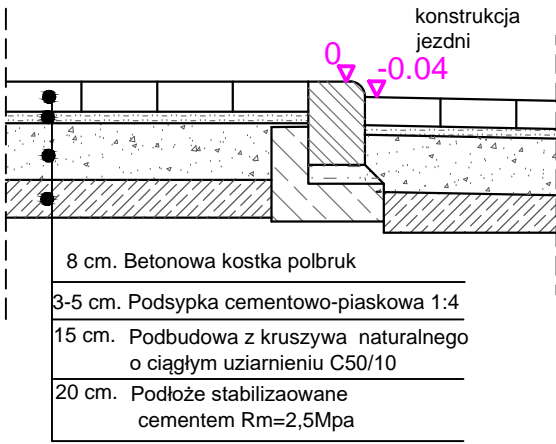 konstrukcja
jezdni
0
-0.04
8 cm. Betonowa kostka polbruk
3-5 cm. Podsypka cementowo-piaskowa 1:4
15 cm. Podbudowa z kruszywa naturalnego
o ciągłym uziarnieniu C50/10
20 cm. Podłoże stabilizaowane
cementem Rm=2,5Mpa